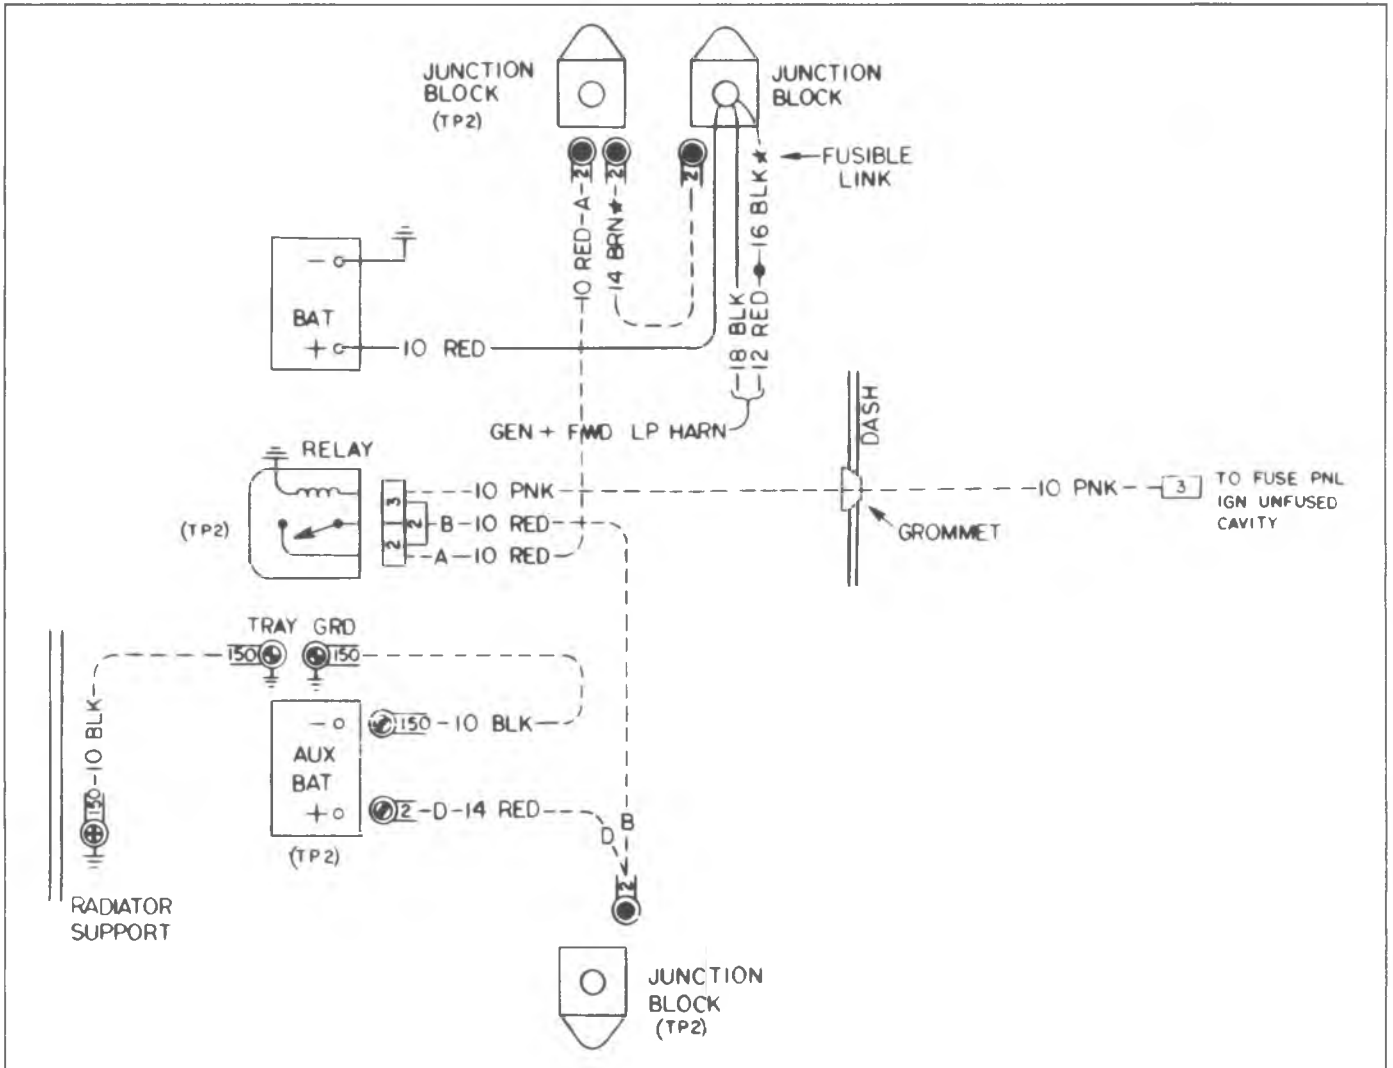 JUNCTION
BLOCK
(TP2)
JUNCTION
BLOCK
FUSIBLE
LINK
2
2
2
10 RED-A
14 BRN★
16 BLK★
18 BLK
12 RED
- BAT +
10 RED
GEN + FWD LP HARN
DASH
RELAY
(TP2)
3
2
2
10 PNK
B-10 RED
A-10 RED
10 PNK
3
TO FUSE PNL
IGN UNFUSED
CAVITY
GROMMET
TRAY GRD
150
150
150-10 BLK
150-10 BLK
- AUX
BAT
+
(TP2)
2-D-14 RED
D B
2
RADIATOR
SUPPORT
JUNCTION
BLOCK
(TP2)